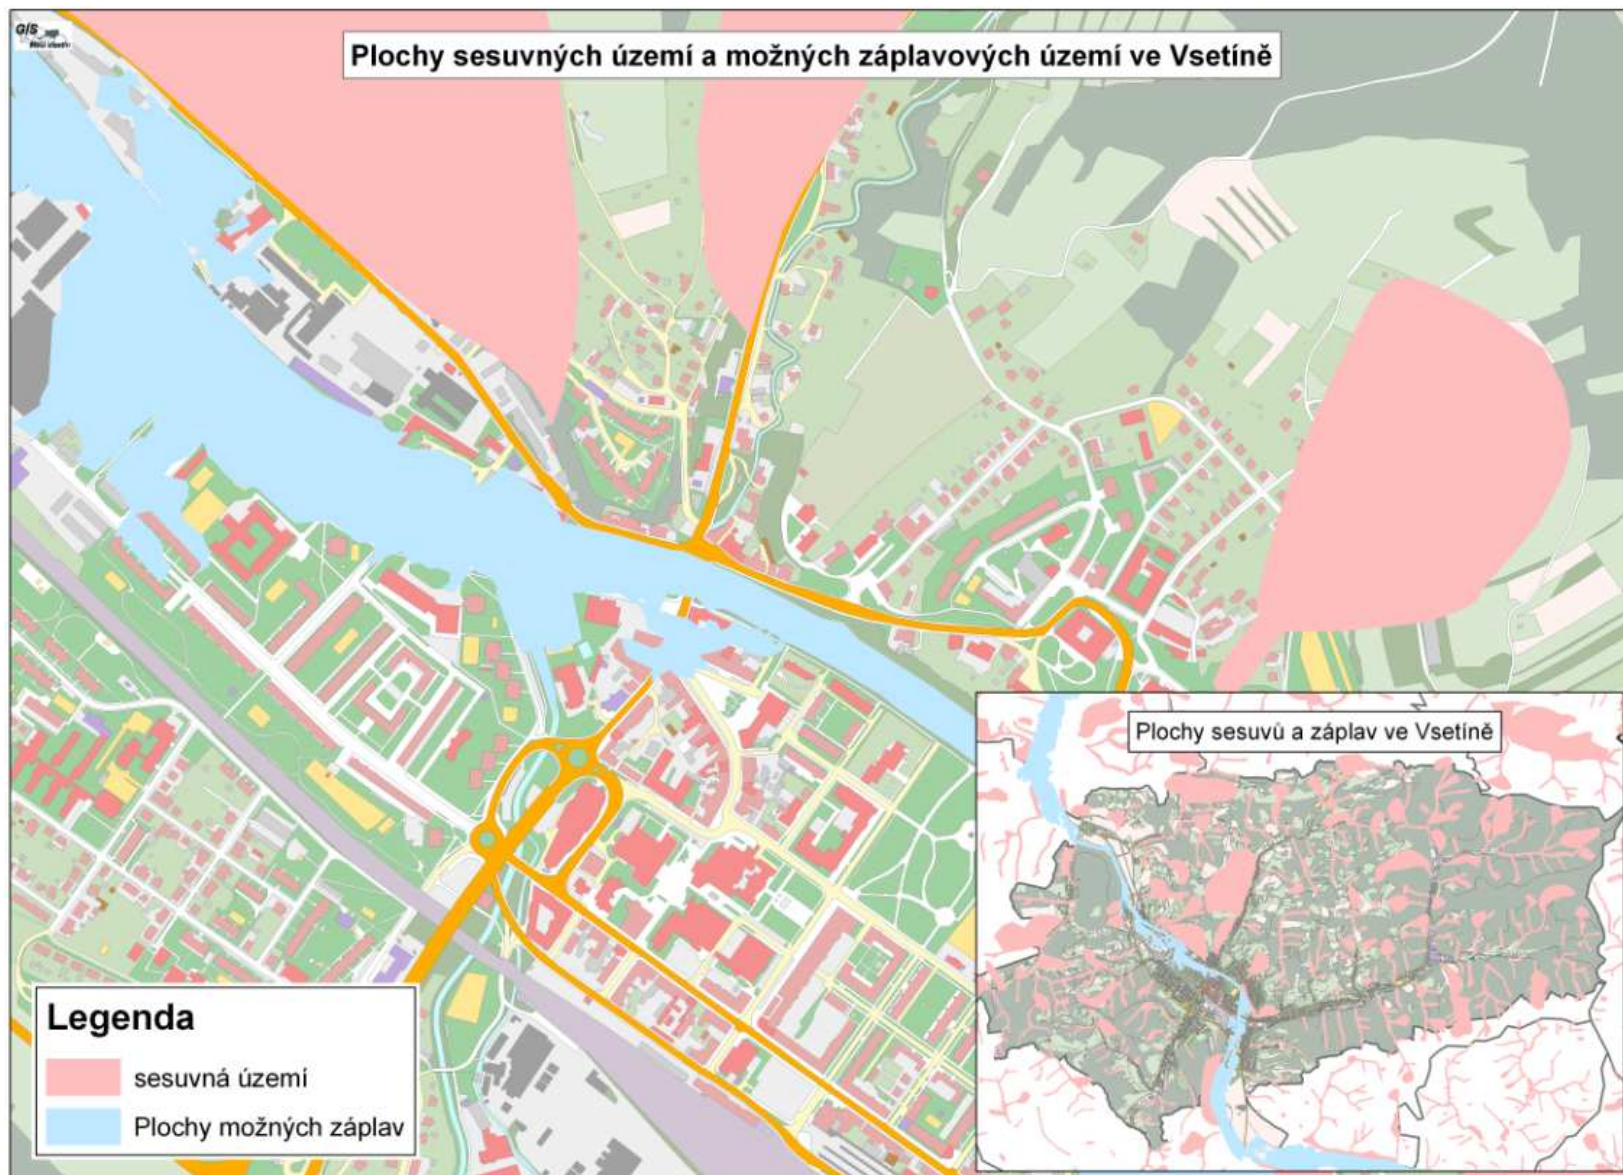 GIS
Plochy sesuvných území a možných záplavových území ve Vsetíně
Plochy sesuvů a záplav ve Vsetíně
Legenda
sesuvná území
Plochy možných záplav